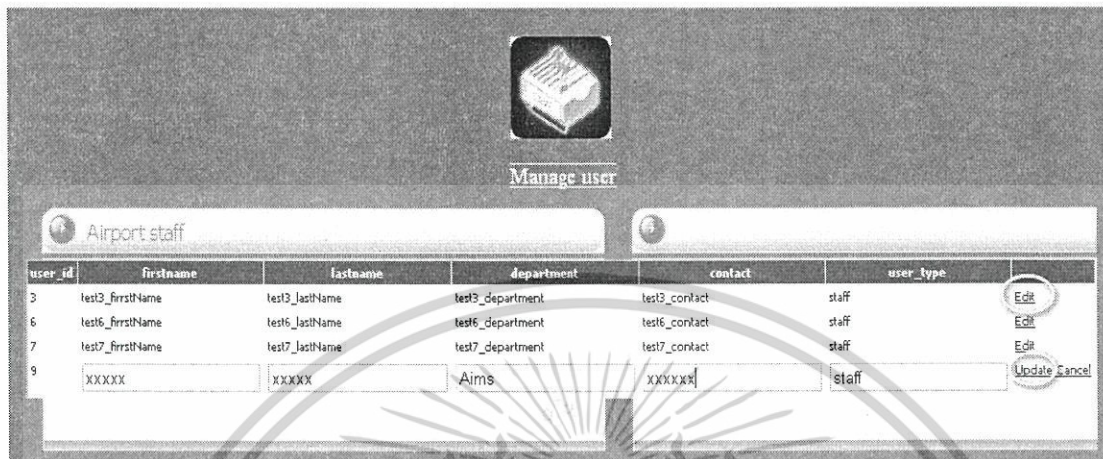 Manage user
Airport staff
user_id firstname lastname department contact user_type
3 test3_firrstName test3_lastName test3_department test3_contact staff Edit
6 test6_firrstName test6_lastName test6_department test6_contact staff Edit
7 test7_firrstName test7_lastName test7_department test7_contact staff Edit
9 xxxxx xxxxx Aims xxxxxx staff Update Cancel